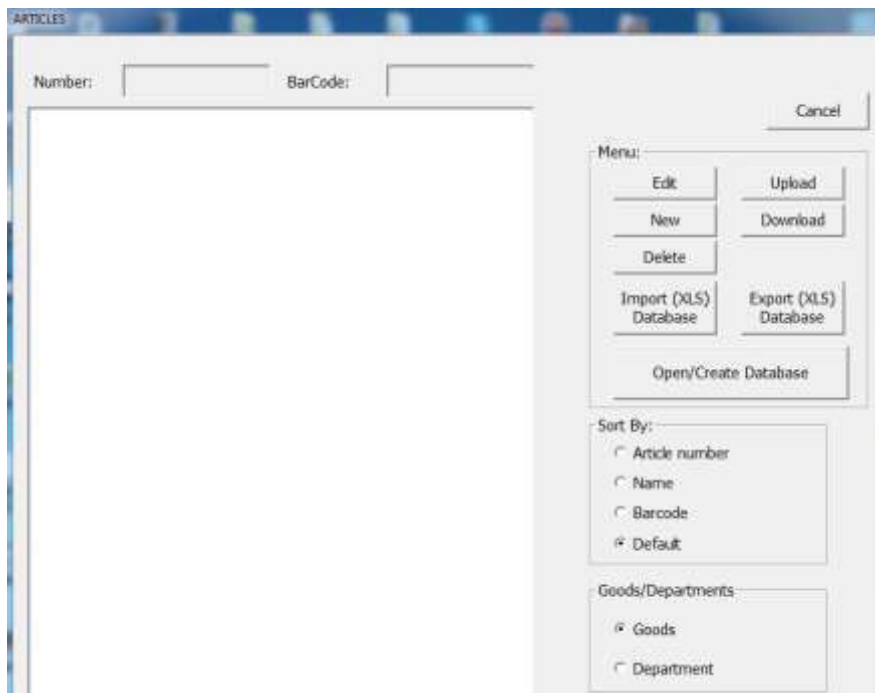 ARTICLES
Number: BarCode:
Cancel
Menu:
Edit Upload
New Download
Delete
Import (XLS) Database Export (XLS) Database
Open/Create Database
Sort By:
Article number
Name
Barcode
Default
Goods/Departments
Goods
Department